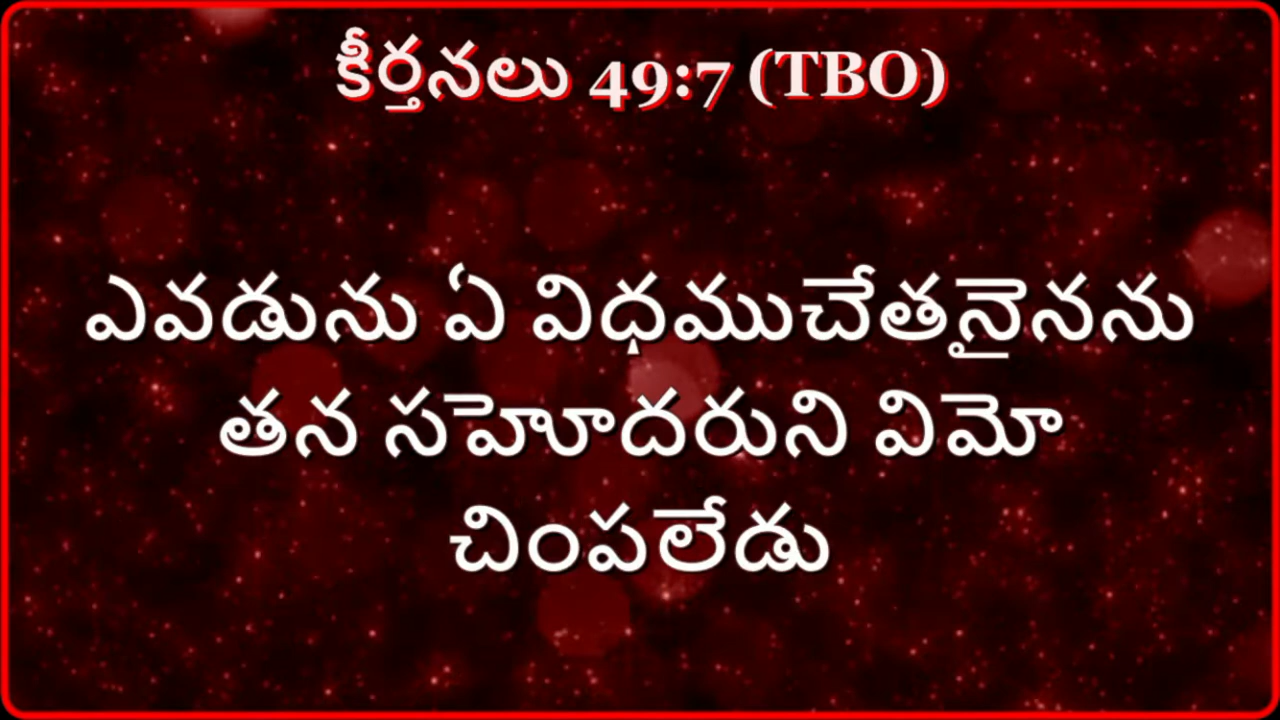 కీర్తనలు 49:7 (TBO)
ఎవడును ఏ విధముచేతనైనను
తన సహోదరుని విమో
చింపలేడు